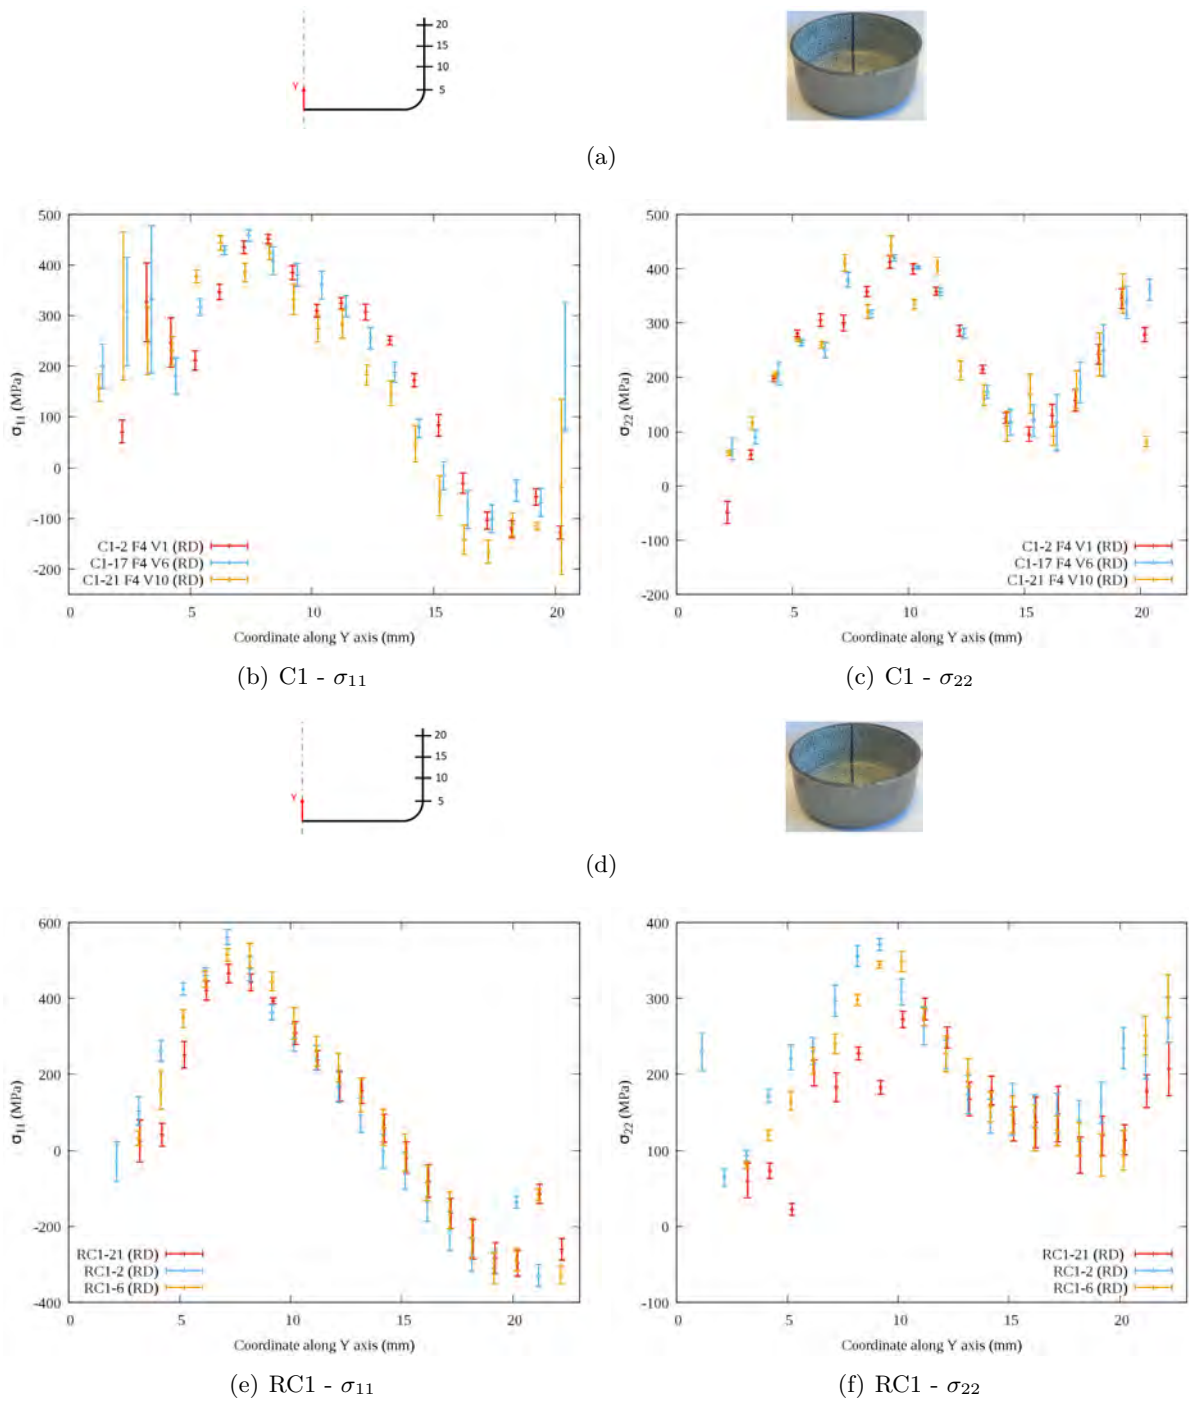 20
15
10
Y
5
(a)
500
400
300
200
100
0
-100
-200
σ11 (MPa)
C1-2 F4 V1 (RD)
C1-17 F4 V6 (RD)
C1-21 F4 V10 (RD)
0 5 10 15 20
Coordinate along Y axis (mm)
(b) C1 - σ11
500
400
300
200
100
0
-100
-200
σ22 (MPa)
C1-2 F4 V1 (RD)
C1-17 F4 V6 (RD)
C1-21 F4 V10 (RD)
0 5 10 15 20
Coordinate along Y axis (mm)
(c) C1 - σ22
20
15
10
Y
5
(d)
600
400
200
0
-200
-400
σ11 (MPa)
RC1-21 (RD)
RC1-2 (RD)
RC1-6 (RD)
0 5 10 15 20
Coordinate along Y axis (mm)
(e) RC1 - σ11
400
300
200
100
0
-100
σ22 (MPa)
RC1-21 (RD)
RC1-2 (RD)
RC1-6 (RD)
0 5 10 15 20
Coordinate along Y axis (mm)
(f) RC1 - σ22